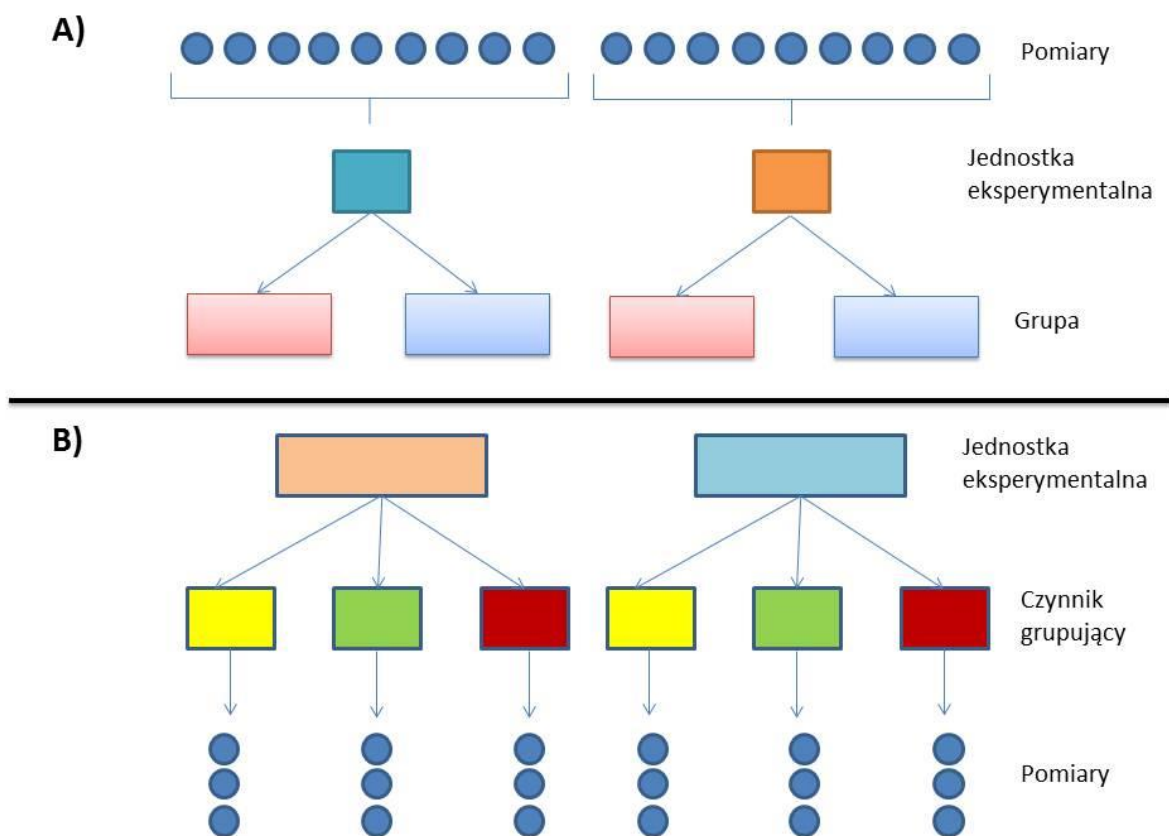 A)
Pomiary
Jednostka
eksperymentalna
Grupa
B)
Jednostka
eksperymentalna
Czynnik
grupujący
Pomiary